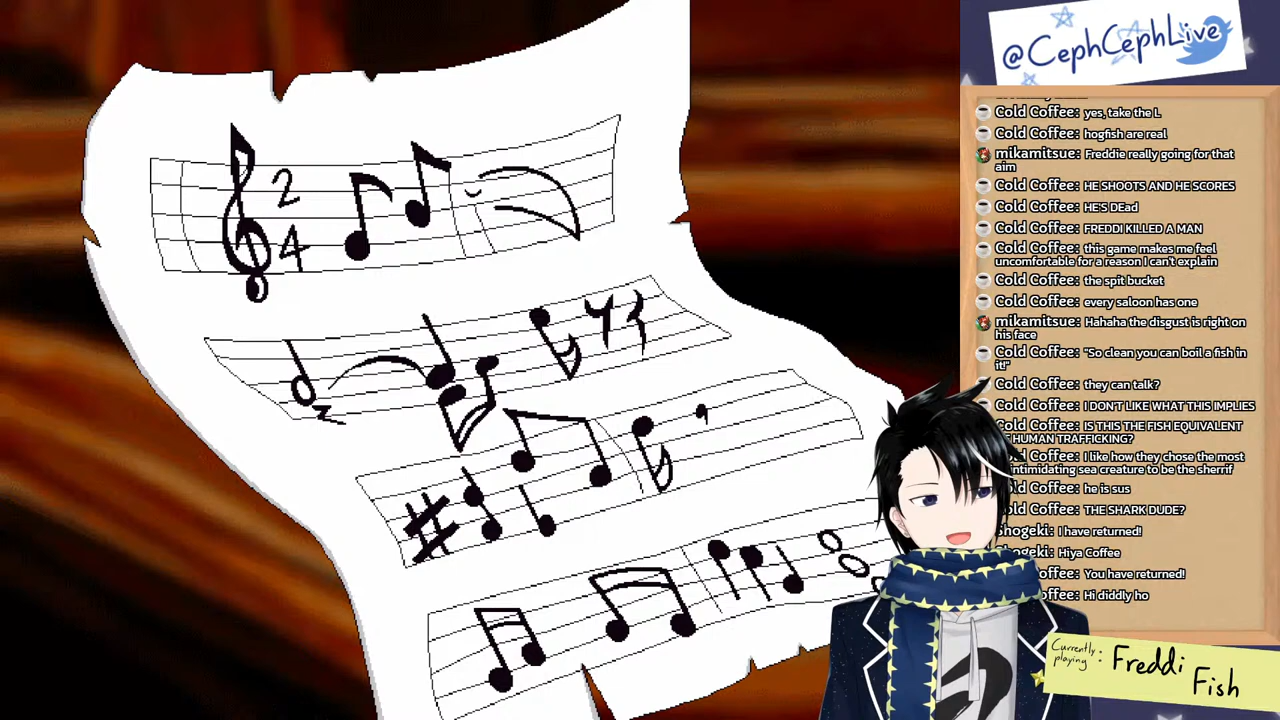 @CephCephLive
Cold Coffee: yes, take the L
Cold Coffee: hogfish are real
mikamitsue: Freddie really going for that
aim
Cold Coffee: HE SHOOTS AND HE SCORES
Cold Coffee: HE'S DEAd
Cold Coffee: FREDDI KILLED A MAN
Cold Coffee: this game makes me feel
uncomfortable for a reason I can't explain
Cold Coffee: the spit bucket
Cold Coffee: every saloon has one
mikamitsue: Hahaha the disgust is right on
his face
Cold Coffee: "So clean you can boil a fish in
it!"
Cold Coffee: they can talk?
Cold Coffee: I DON'T LIKE WHAT THIS IMPLIES
Coffee: IS THIS THE FISH EQUIVALENT
HUMAN TRAFFICKING?
Coffee: I like how they chose the most
intimidating sea creature to be the sherrif
Coffee: he is sus
Coffee: THE SHARK DUDE?
I have returned!
Hiya Coffee
You have returned!
Hi diddly ho
2
4
Currently
playing: Freddi
Fish